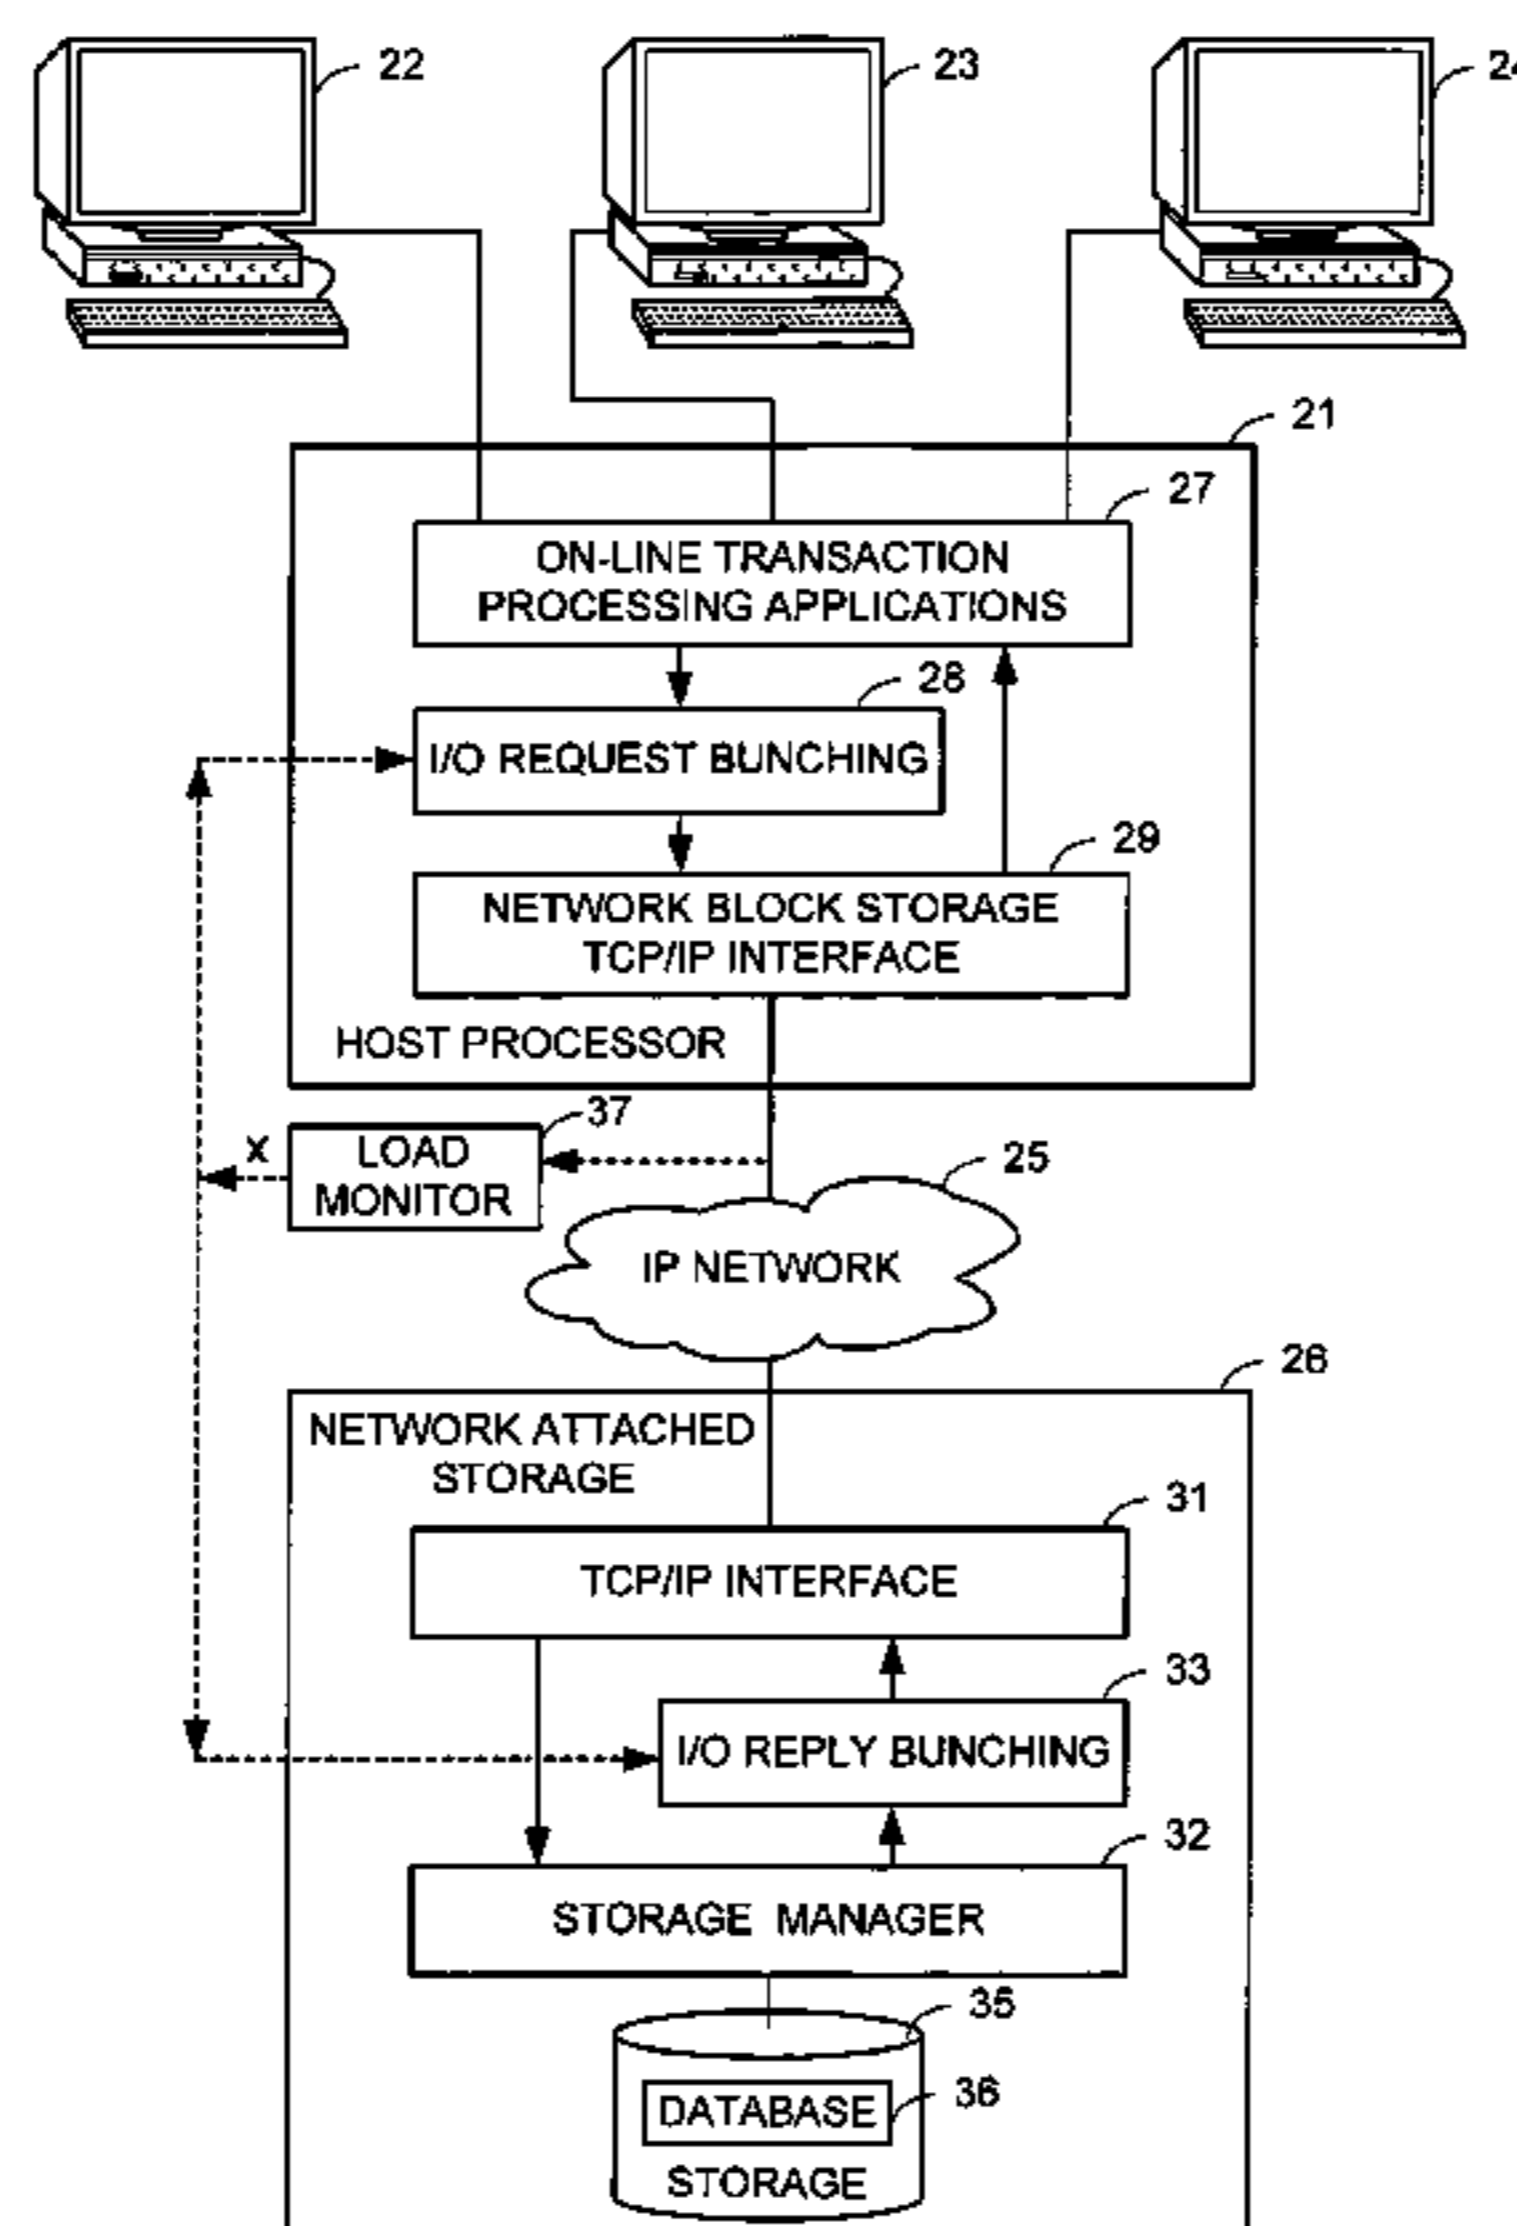 22
23
21
27
ON-LINE TRANSACTION
PROCESSING APPLICATIONS
28
I/O REQUEST BUNCHING
29
NETWORK BLOCK STORAGE
TCP/IP INTERFACE
HOST PROCESSOR
37
X
LOAD
MONITOR
25
IP NETWORK
26
NETWORK ATTACHED
STORAGE
31
TCP/IP INTERFACE
33
I/O REPLY BUNCHING
32
STORAGE MANAGER
35
36
DATABASE
STORAGE